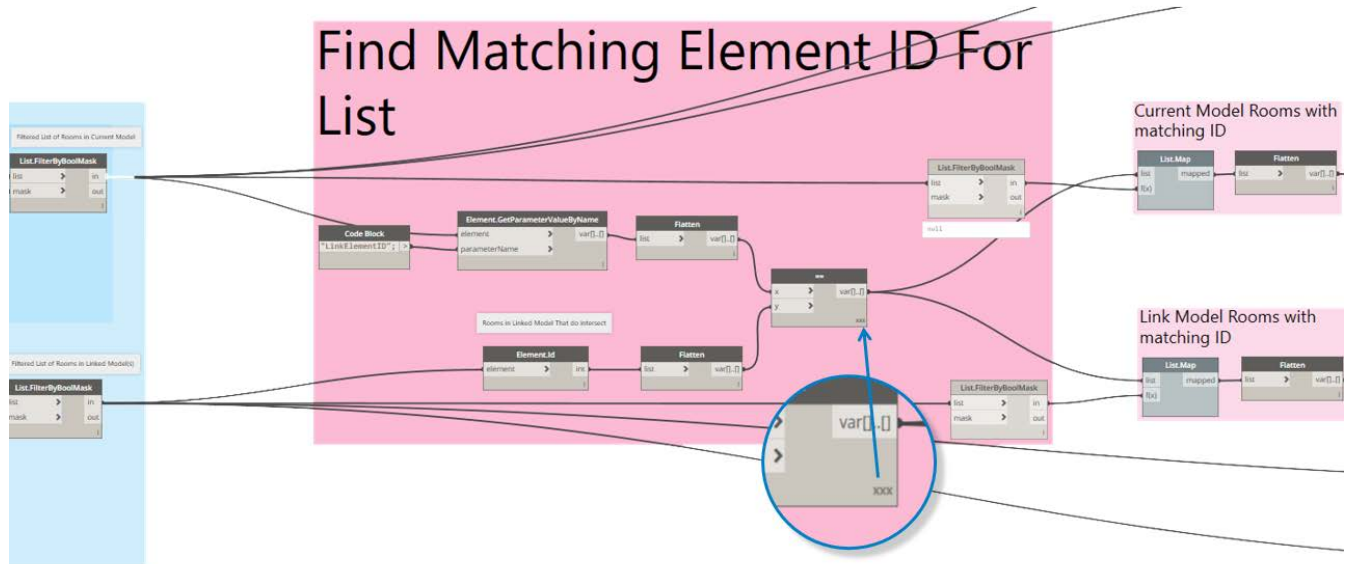 Find Matching Element ID For
List
Filtered List of Rooms in Current Model
List.FilterByBoolMask
list > in
mask > out
l
Code Block
"LinkElementID"; >
Element.GetParameterValueByName
element > var[]..[]
parameterName >
l
Flatten
list > var[]..[]
l
List.FilterByBoolMask
list > in
mask > out
l
null
Current Model Rooms with
matching ID
List.Map
list mapped
f(x)
Flatten
list > var[]..[]
l
==
x > var[]..[]
y >
xxx
Rooms in Linked Model That do Intersect
Element.Id
element > int
l
Flatten
list > var[]..[]
l
Filtered List of Rooms in Linked Model(s)
List.FilterByBoolMask
list > in
mask > out
l
List.FilterByBoolMask
list > in
mask > out
l
Link Model Rooms with
matching ID
List.Map
list mapped
f(x)
Flatten
list > var[]..[]
l
> var[]..[]
>
xxx